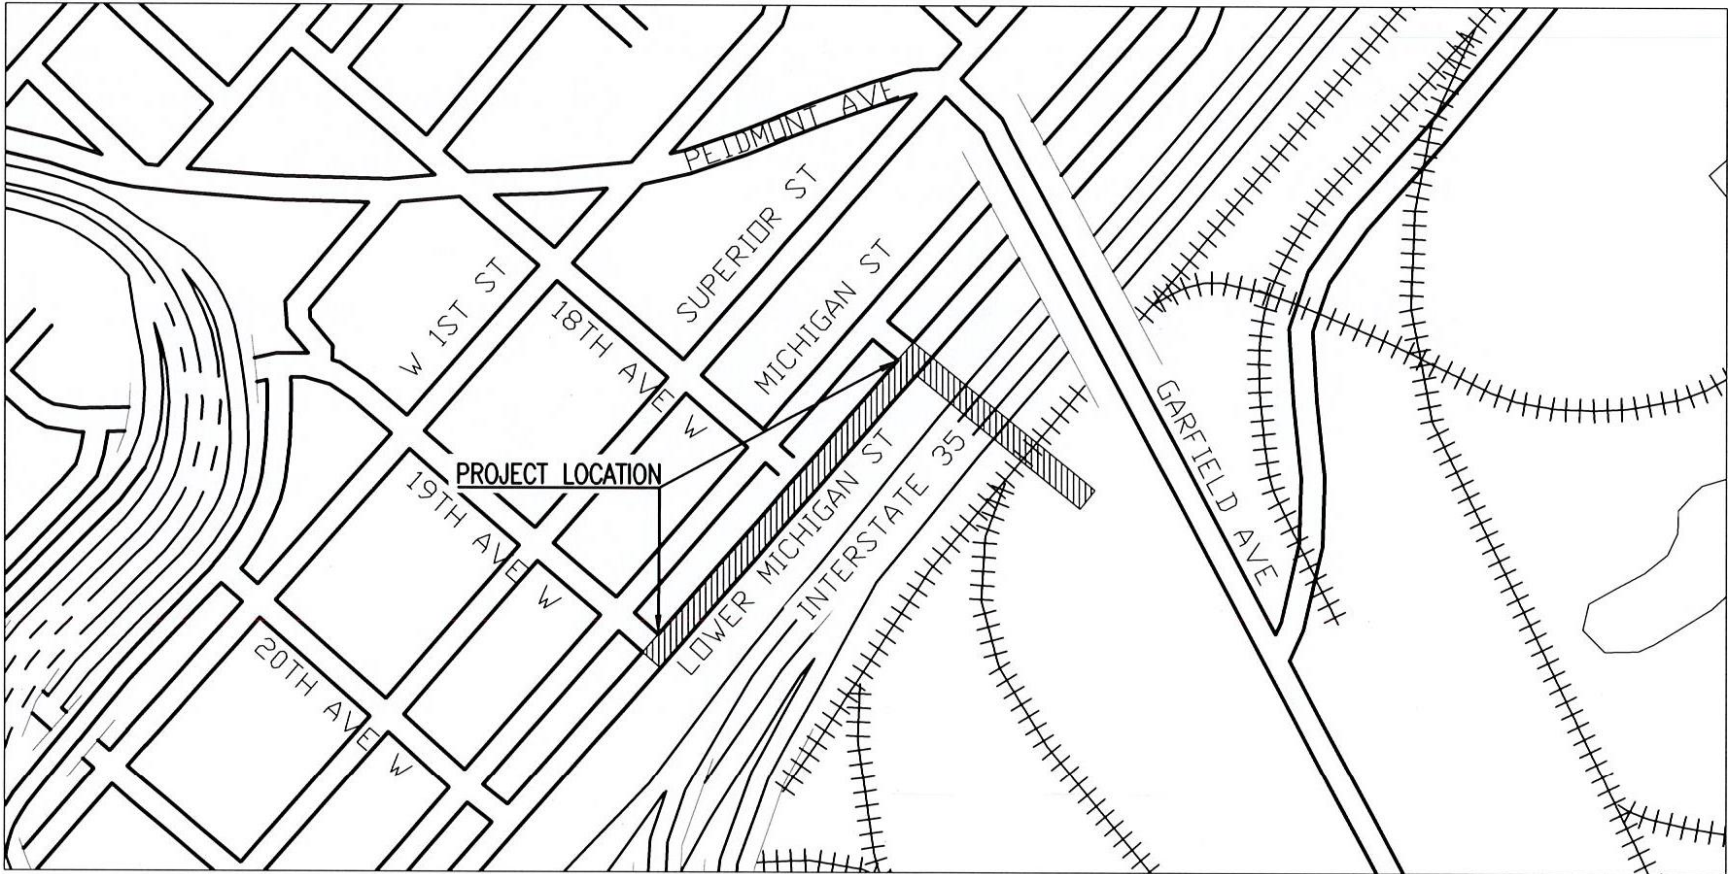 PEIDMONT AVE
SUPERIOR ST
MICHIGAN ST
W 1ST ST
18TH AVE W
GARFIELD AVE
PROJECT LOCATION
19TH AVE W
LOWER MICHIGAN ST
INTERSTATE 35
20TH AVE W